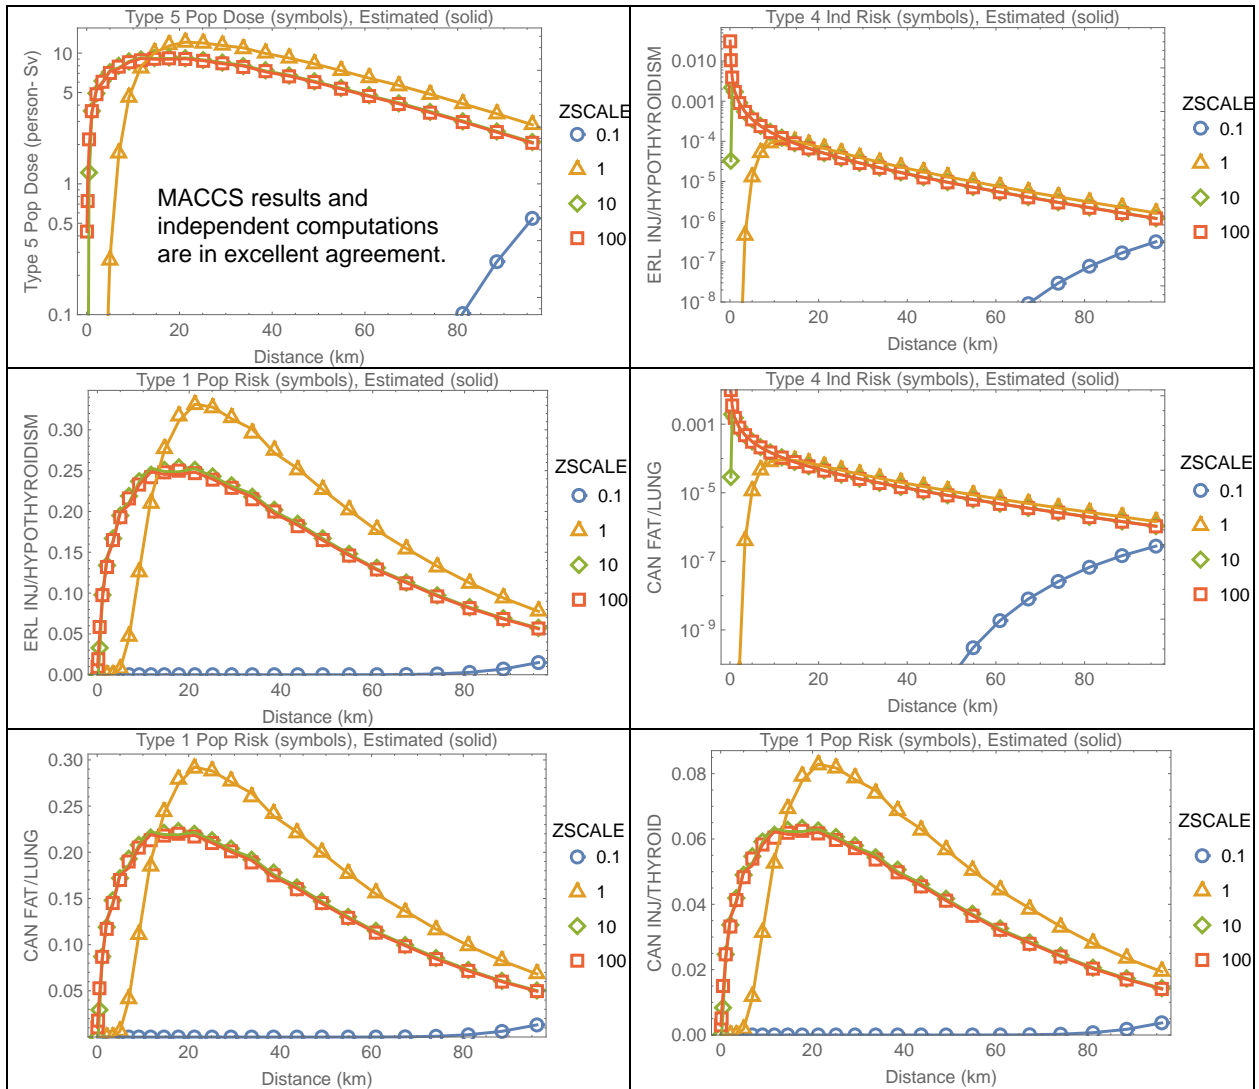 Type 5 Pop Dose (symbols), Estimated (solid)
Type 5 Pop Dose (person- Sv)
10
5
1
0.5
0.1
MACCS results and
independent computations
are in excellent agreement.
0 20 40 60 80
Distance (km)
ZSCALE
0.1
1
10
100
Type 4 Ind Risk (symbols), Estimated (solid)
ERL INJ/HYPOTHYROIDISM
0.010
0.001
10-4
10-5
10-6
10-7
10-8
0 20 40 60 80
Distance (km)
ZSCALE
0.1
1
10
100
Type 1 Pop Risk (symbols), Estimated (solid)
ERL INJ/HYPOTHYROIDISM
0.30
0.25
0.20
0.15
0.10
0.05
0.00
0 20 40 60 80
Distance (km)
ZSCALE
0.1
1
10
100
Type 4 Ind Risk (symbols), Estimated (solid)
CAN FAT/LUNG
0.001
10-5
10-7
10-9
0 20 40 60 80
Distance (km)
ZSCALE
0.1
1
10
100
Type 1 Pop Risk (symbols), Estimated (solid)
CAN FAT/LUNG
0.30
0.25
0.20
0.15
0.10
0.05
0 20 40 60 80
Distance (km)
ZSCALE
0.1
1
10
100
Type 1 Pop Risk (symbols), Estimated (solid)
CAN INJ/THYROID
0.08
0.06
0.04
0.02
0.00
0 20 40 60 80
Distance (km)
ZSCALE
0.1
1
10
100